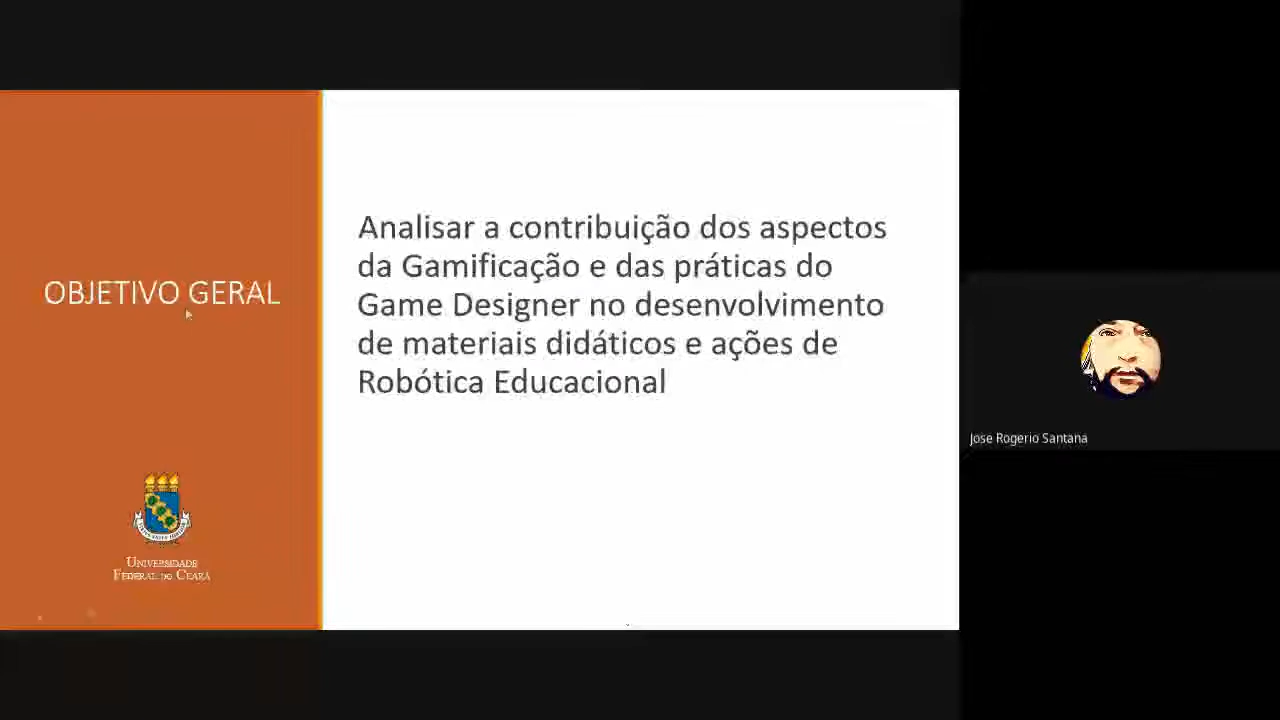 OBJETIVO GERAL
Analisar a contribuição dos aspectos
da Gamificação e das práticas do
Game Designer no desenvolvimento
de materiais didáticos e ações de
Robótica Educacional
UNIVERSIDADE
FEDERAL DO CEARÁ
Jose Rogerio Santana